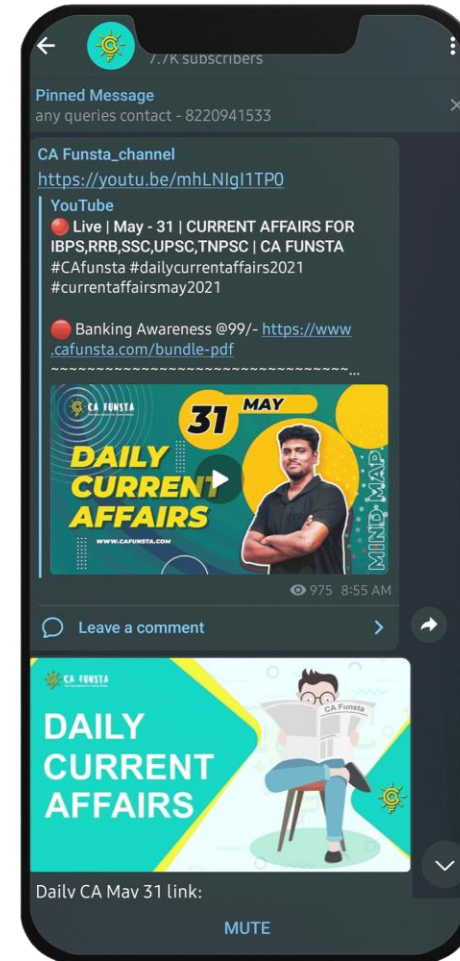 7.7K subscribers
Pinned Message
any queries contact - 8220941533
CA Funsta_channel
https://youtu.be/mhLNIgI1TP0
YouTube
🔴 Live | May - 31 | CURRENT AFFAIRS FOR
IBPS,RRB,SSC,UPSC,TNPSC | CA FUNSTA
#CAfunsta #dailycurrentaffairs2021
#currentaffairsmay2021
🔴 Banking Awareness @99/- https://www
.cafunsta.com/bundle-pdf
~~~~~~~~~~~~~~~~~~~~~~~~~~~~~~~~~...
CA FUNSTA
31 MAY
DAILY
CURRENT
AFFAIRS
WWW.CAFUNSTA.COM
MIND MAP
975 8:55 AM
Leave a comment
CA FUNSTA
CA Funsta
DAILY
CURRENT
AFFAIRS
Daily CA May 31 link:
MUTE